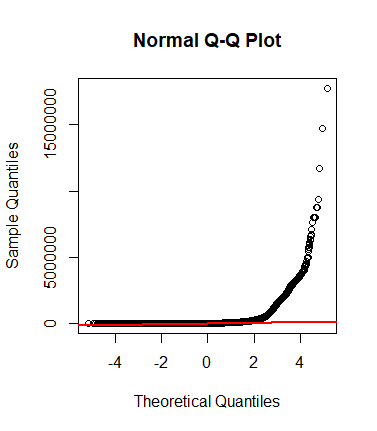 Normal Q-Q Plot
Sample Quantiles
15000000
5000000
0
-4 -2 0 2 4
Theoretical Quantiles